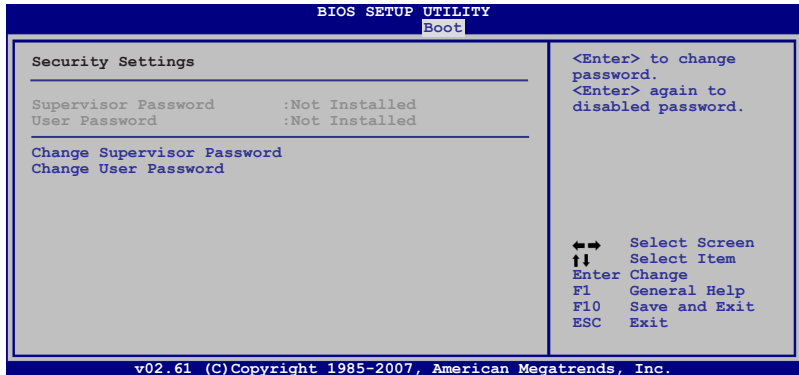 BIOS SETUP UTILITY
Boot
Security Settings
Supervisor Password :Not Installed
User Password :Not Installed
Change Supervisor Password
Change User Password
<Enter> to change
password.
<Enter> again to
disabled password.
←→ Select Screen
↑↓ Select Item
Enter Change
F1 General Help
F10 Save and Exit
ESC Exit
v02.61 (C)Copyright 1985-2007, American Megatrends, Inc.